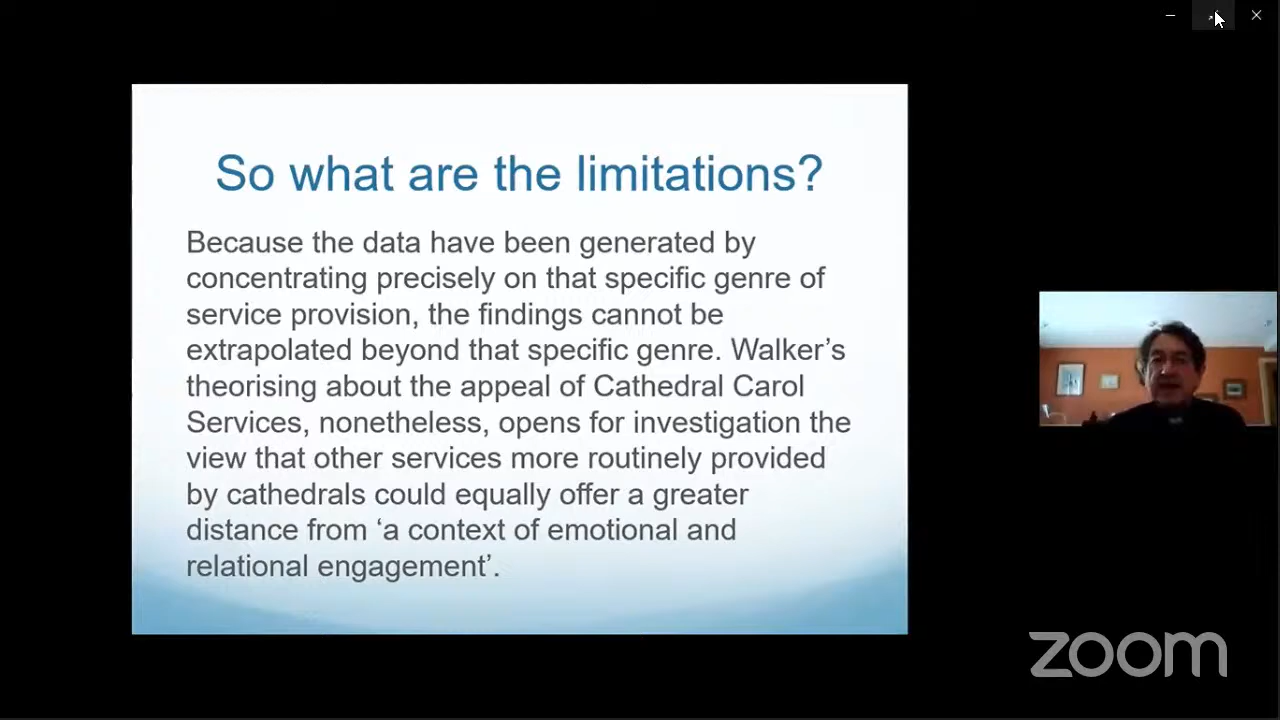 So what are the limitations?
Because the data have been generated by
concentrating precisely on that specific genre of
service provision, the findings cannot be
extrapolated beyond that specific genre. Walker’s
theorising about the appeal of Cathedral Carol
Services, nonetheless, opens for investigation the
view that other services more routinely provided
by cathedrals could equally offer a greater
distance from ‘a context of emotional and
relational engagement’.
zoom